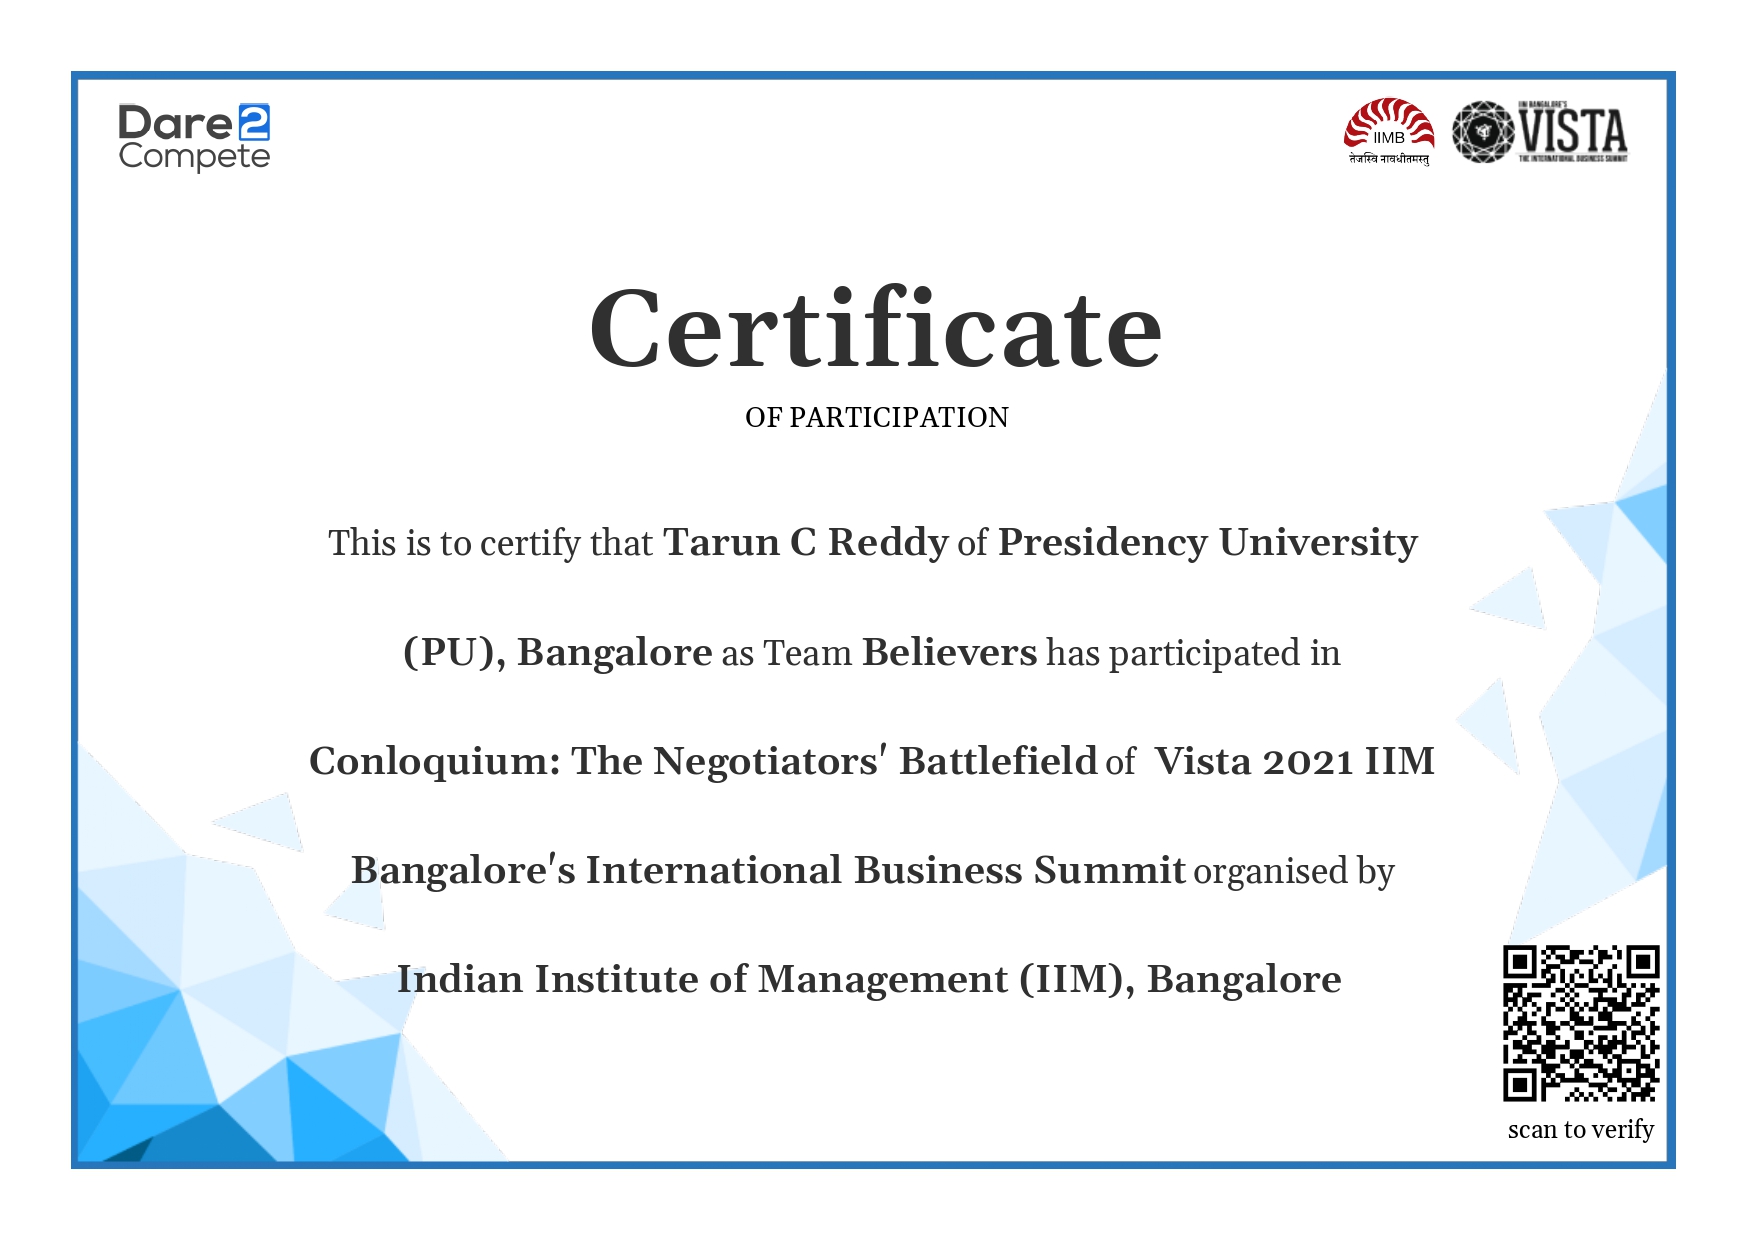 Dare2
Compete
IIMB
तेजस्वि नावधीतमस्तु
IIM BANGALORE'S
VISTA
THE INTERNATIONAL BUSINESS SUMMIT
Certificate
OF PARTICIPATION
This is to certify that Tarun C Reddy of Presidency University
(PU), Bangalore as Team Believers has participated in
Conloquium: The Negotiators' Battlefield of Vista 2021 IIM
Bangalore's International Business Summit organised by
Indian Institute of Management (IIM), Bangalore
scan to verify